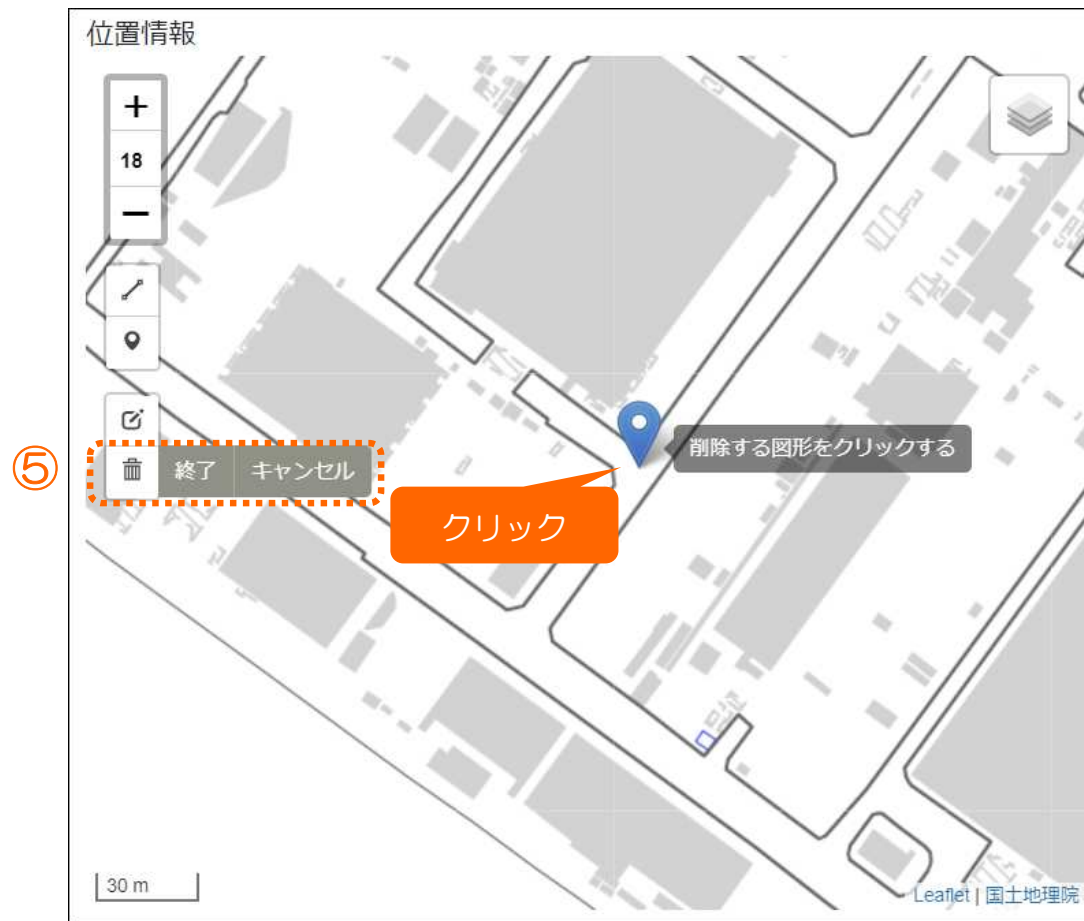 位置情報
+
18
−
⑤
終了 キャンセル
削除する図形をクリックする
クリック
30 m
Leaflet | 国土地理院